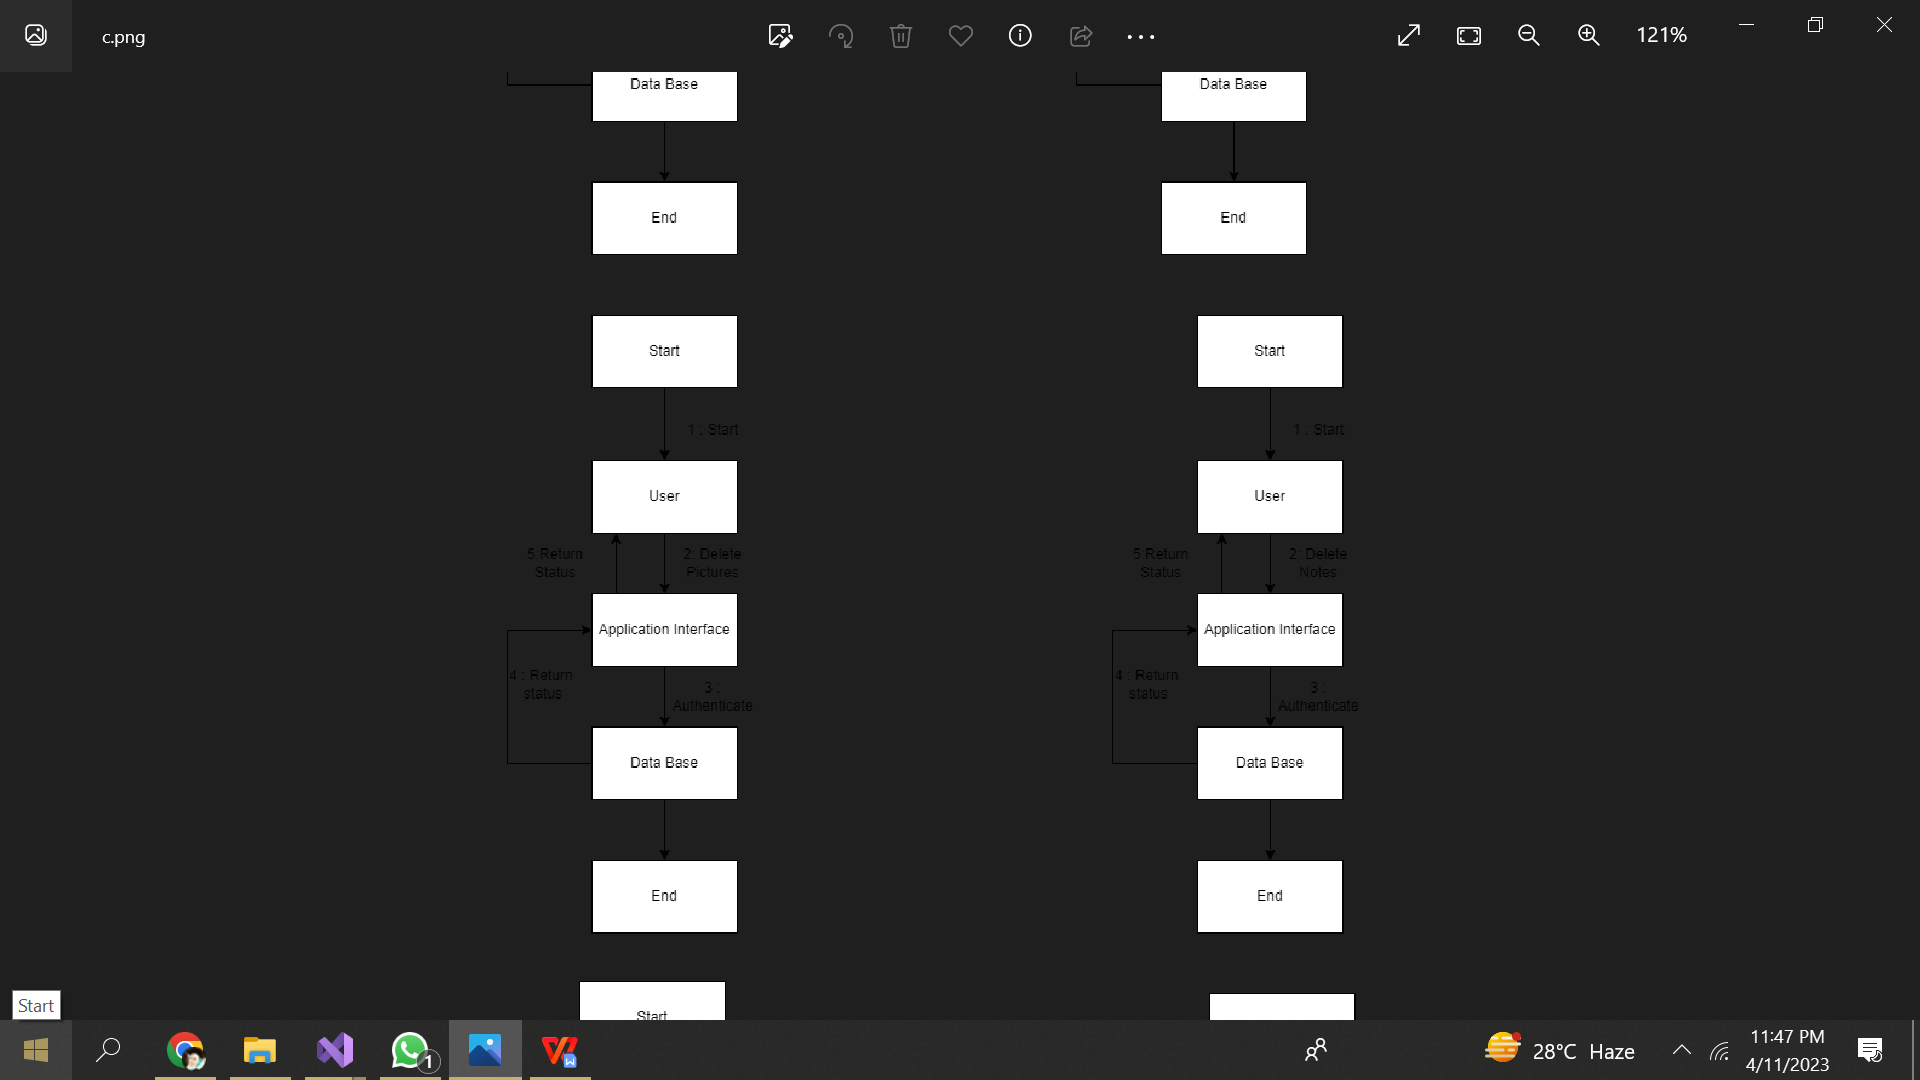 c.png
121%
Data Base
Data Base
End
End
Start
Start
1 : Start
1 : Start
User
User
5:Return
Status
2: Delete
Pictures
5:Return
Status
2: Delete
Notes
Application Interface
Application Interface
4 : Return
status
3 :
Authenticate
4 : Return
status
3 :
Authenticate
Data Base
Data Base
End
End
Start
Start
1
28°C Haze
11:47 PM
4/11/2023